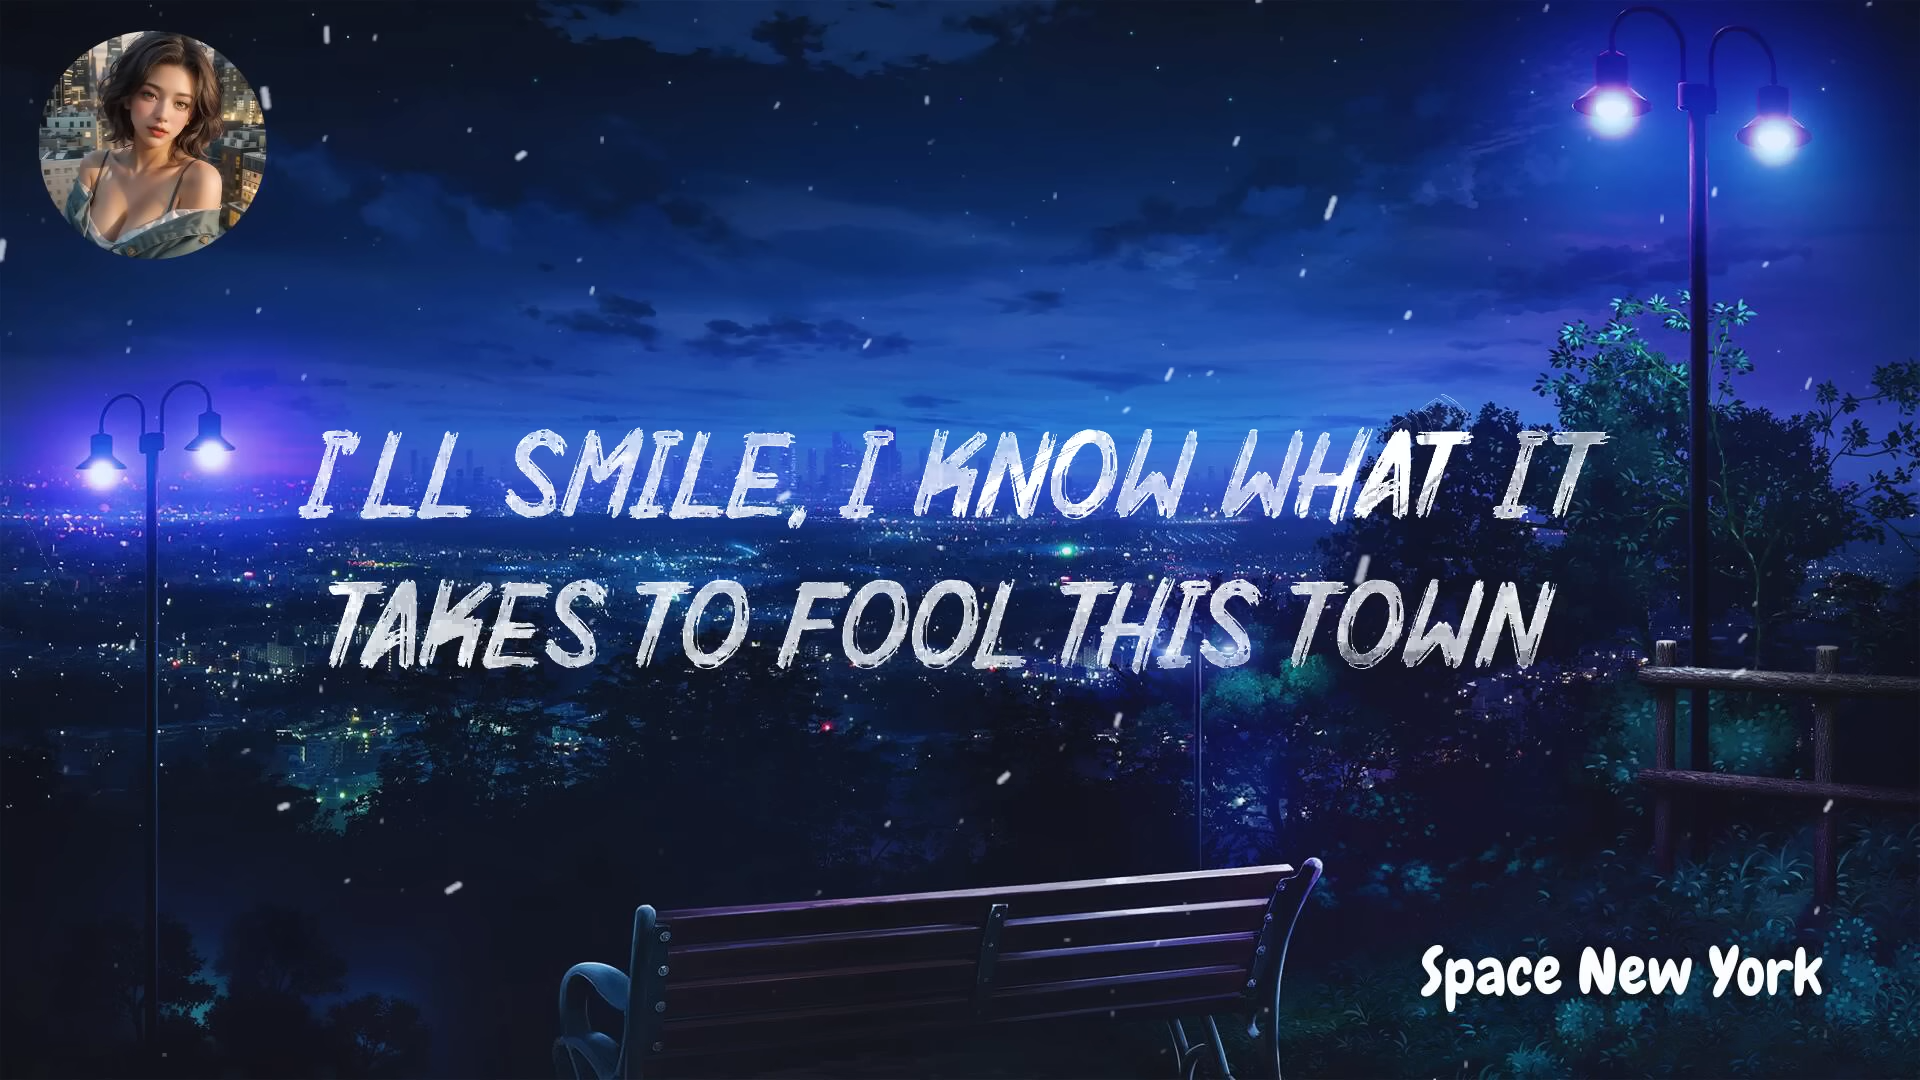 I'LL SMILE, I KNOW WHAT IT
TAKES TO FOOL THIS TOWN
Space New York